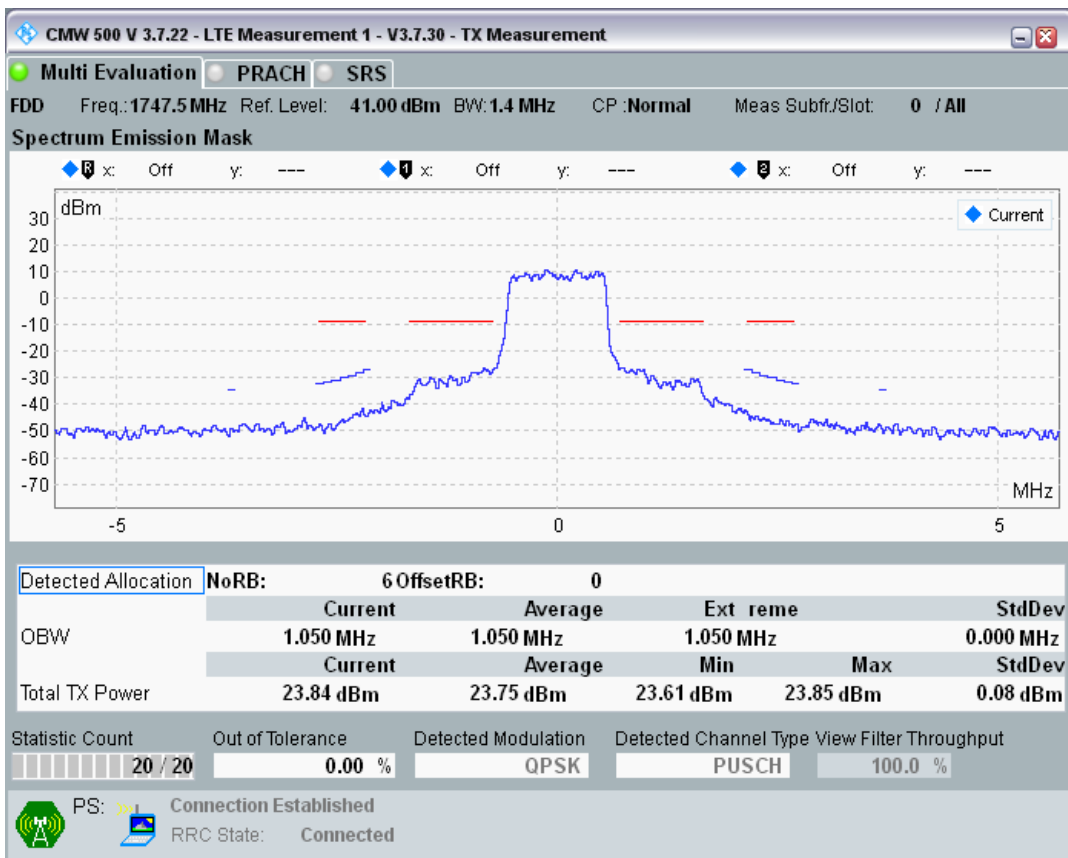 CMW 500 V 3.7.22 - LTE Measurement 1 - V3.7.30 - TX Measurement
Multi Evaluation PRACH SRS
FDD Freq.: 1747.5 MHz Ref. Level: 41.00 dBm BW: 1.4 MHz CP :Normal Meas Subfr./Slot: 0 / All
Spectrum Emission Mask
R x: Off y: --- 1 x: Off y: --- 2 x: Off y: ---
dBm
Current
30
20
10
0
-10
-20
-30
-40
-50
-60
-70
MHz
-5 0 5
Detected Allocation NoRB: 6 OffsetRB: 0
Current Average Ext reme StdDev
OBW 1.050 MHz 1.050 MHz 1.050 MHz 0.000 MHz
Current Average Min Max StdDev
Total TX Power 23.84 dBm 23.75 dBm 23.61 dBm 23.85 dBm 0.08 dBm
Statistic Count Out of Tolerance Detected Modulation Detected Channel Type View Filter Throughput
20 / 20 0.00 % QPSK PUSCH 100.0 %
PS: Connection Established
RRC State: Connected